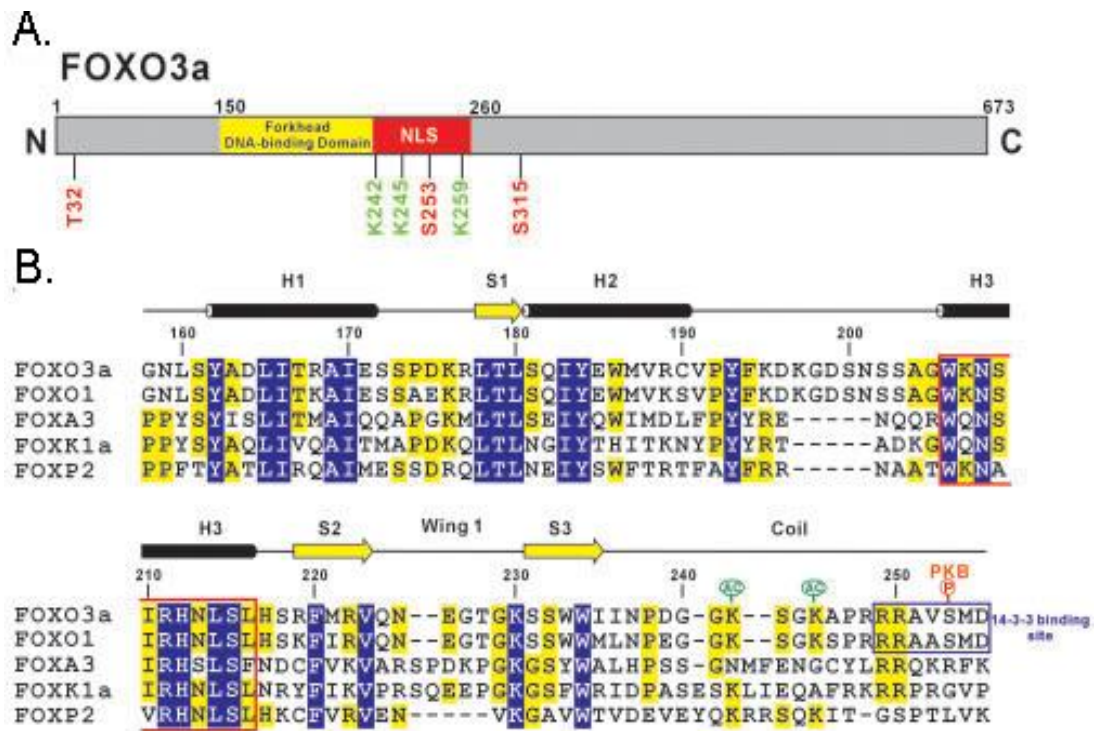 A.
FOXO3a
1 150 260 673
N Forkhead DNA-binding Domain NLS C
T32 K242 K245 S253 K259 S315
B.
H1 S1 H2 H3
160 170 180 190 200
FOXO3a GNLSYADLITRAIESSPDKRLTLSQIYEWMVRCVPYFKDKGDSNSSAGWKNS
FOXO1 GNLSYADLITKAIESSAEKRLTLSQIYEWMVKSVPYFKDKGDSNSSAGWKNS
FOXA3 PPYSYISLITMAIQQAPGKMLTLSEIYQWIMDLFPYYRE-----NQQRWQNS
FOXK1a PPYSYAQLIVQAITMAPDKQLTLNGIYTHITKNYPYYRT-----ADKGWQNS
FOXP2 PPFTYATLIRQAIMESSDRQLTLNEIYSWFTRTFAYFRR-----NAATWKNA
H3 S2 Wing 1 S3 Coil
210 220 230 240 250
AC AC PKB
P
FOXO3a IRHNLSLHSRFMRVQN--EGTGKSSWWIINPDG-GK--SGKAPRRRAVSMD 14-3-3 binding site
FOXO1 IRHNLSLHSKFIRVQN--EGTGKSSWWMLNPEG-GK--SGKSPRRRAASMD
FOXA3 IRHSLSFNDCFVKVARSPDKPGKGSYWALHPSS-GNMFENGCYLRRQKRFK
FOXK1a IRHNLSLNRYFIKVPRSQEEPGKGSFWRIDPASESKLIEQAFRKRRPRGVP
FOXP2 VRHNLSLHKCFVRVEN-----VKGAVWTVDEVEYQKRRSQKIT-GSPTLVK